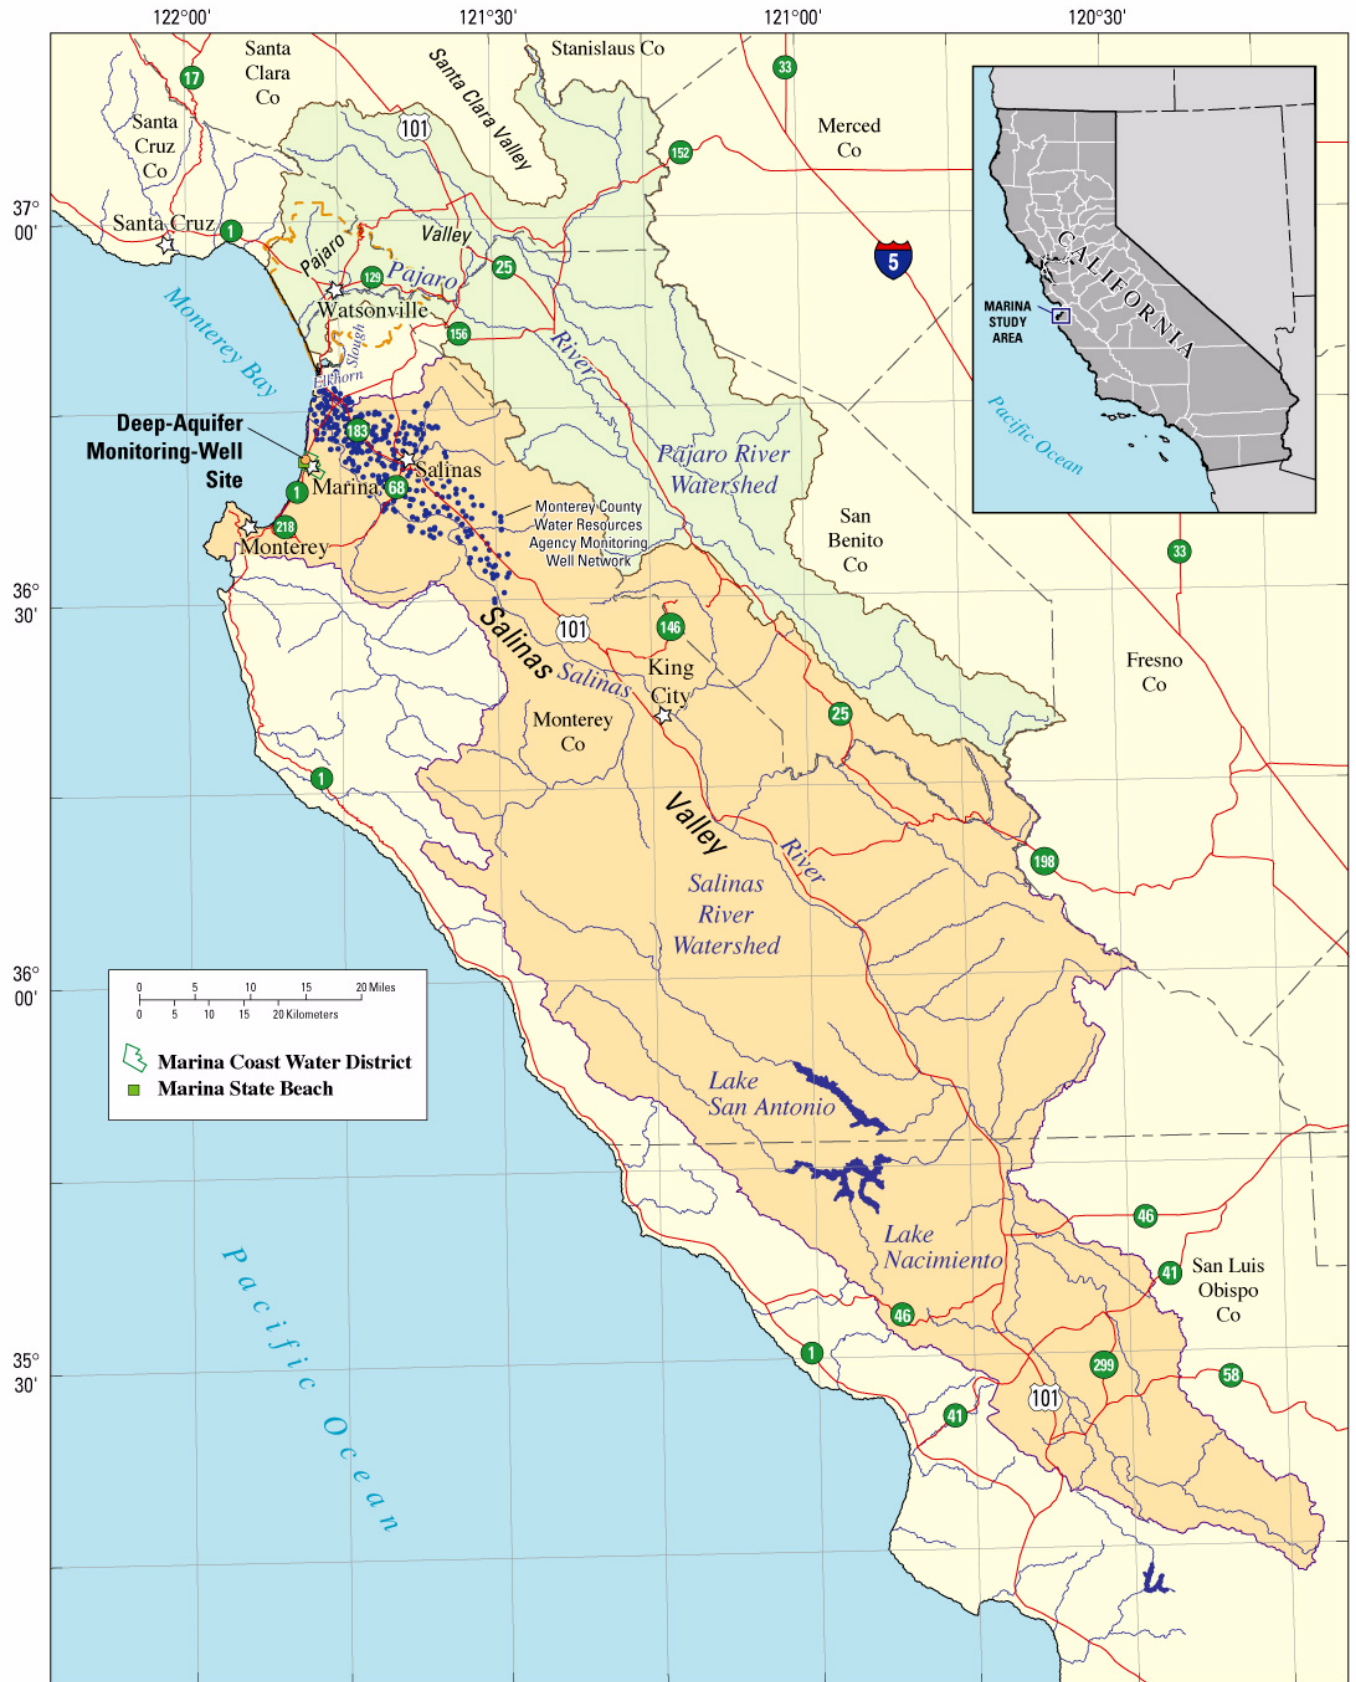 122°00'
121°30'
121°00'
120°30'
37°
00'
36°
30'
36°
00'
35°
30'
Santa
Clara
Co
17
Santa
Cruz
Co
101
Santa Clara Valley
Stanislaus Co
33
152
Merced
Co
5
Santa Cruz
1
Pajaro
Valley
129
Pajaro
25
Watsonville
156
River
Slough
Elkhorn
Monterey Bay
Deep-Aquifer
Monitoring-Well
Site
183
Salinas
Marina
68
1
218
Monterey
Monterey County
Water Resources
Agency Monitoring
Well Network
Pajaro River
Watershed
San
Benito
Co
33
CALIFORNIA
MARINA
STUDY
AREA
Pacific Ocean
Salinas
101
146
Salinas
King
City
Monterey
Co
25
Fresno
Co
1
Valley
River
198
Salinas
River
Watershed
0 5 10 15 20 Miles
0 5 10 15 20 Kilometers
Marina Coast Water District
Marina State Beach
Lake
San Antonio
Lake
Nacimiento
46
41
San Luis
Obispo
Co
46
1
299
58
101
41
Pacific Ocean